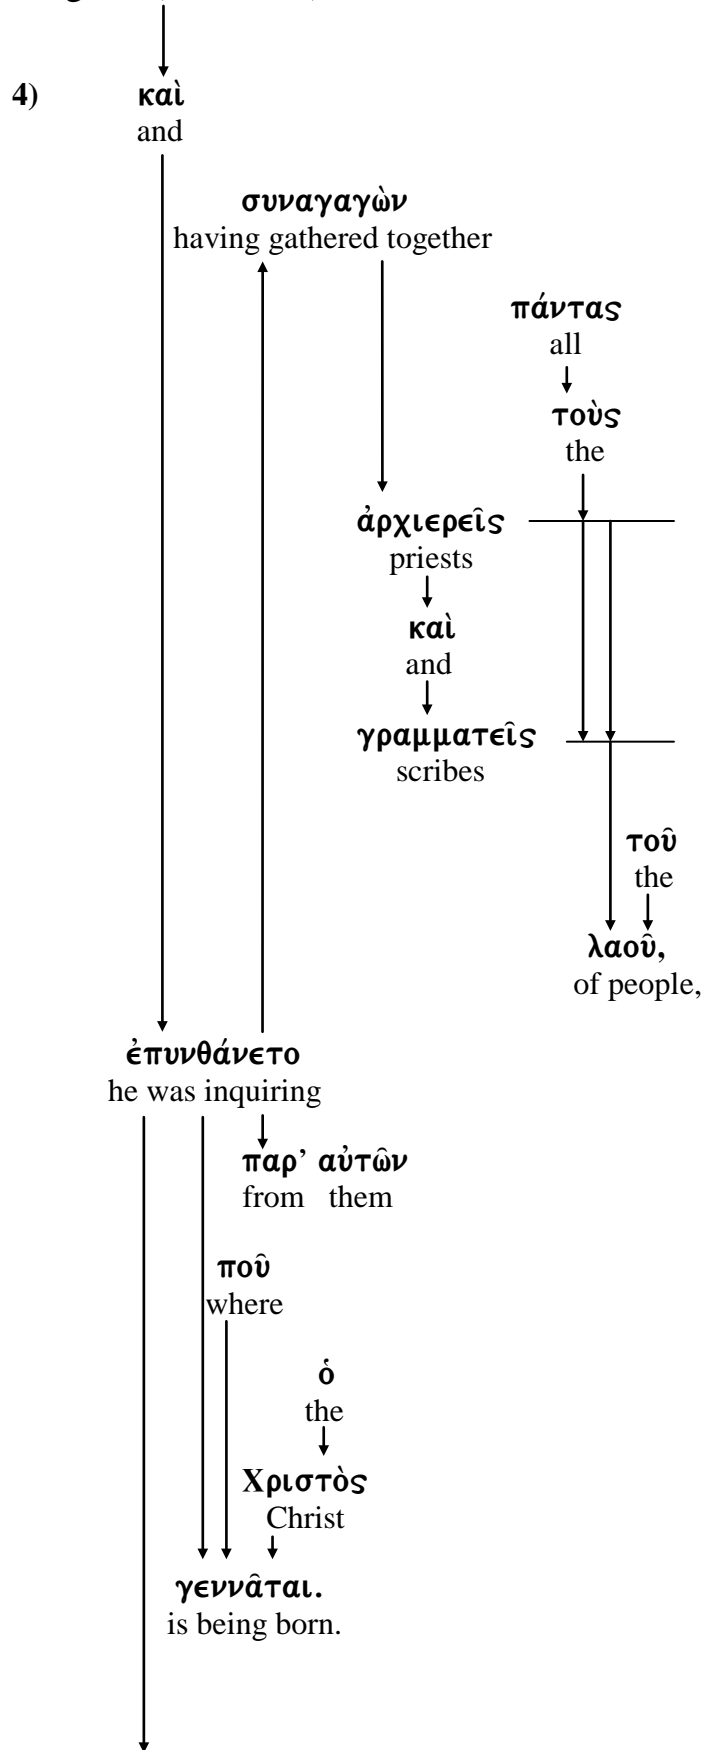 4) καὶ
and
συναγαγὼν
having gathered together
πάντας
all
τοὺς
the
ἀρχιερεῖς
priests
καὶ
and
γραμματεῖς
scribes
τοῦ
the
λαοῦ,
of people,
ἐπυνθάνετο
he was inquiring
παρ’ αὐτῶν
from them
ποῦ
where
ὁ
the
Χριστὸς
Christ
γεννᾶται.
is being born.